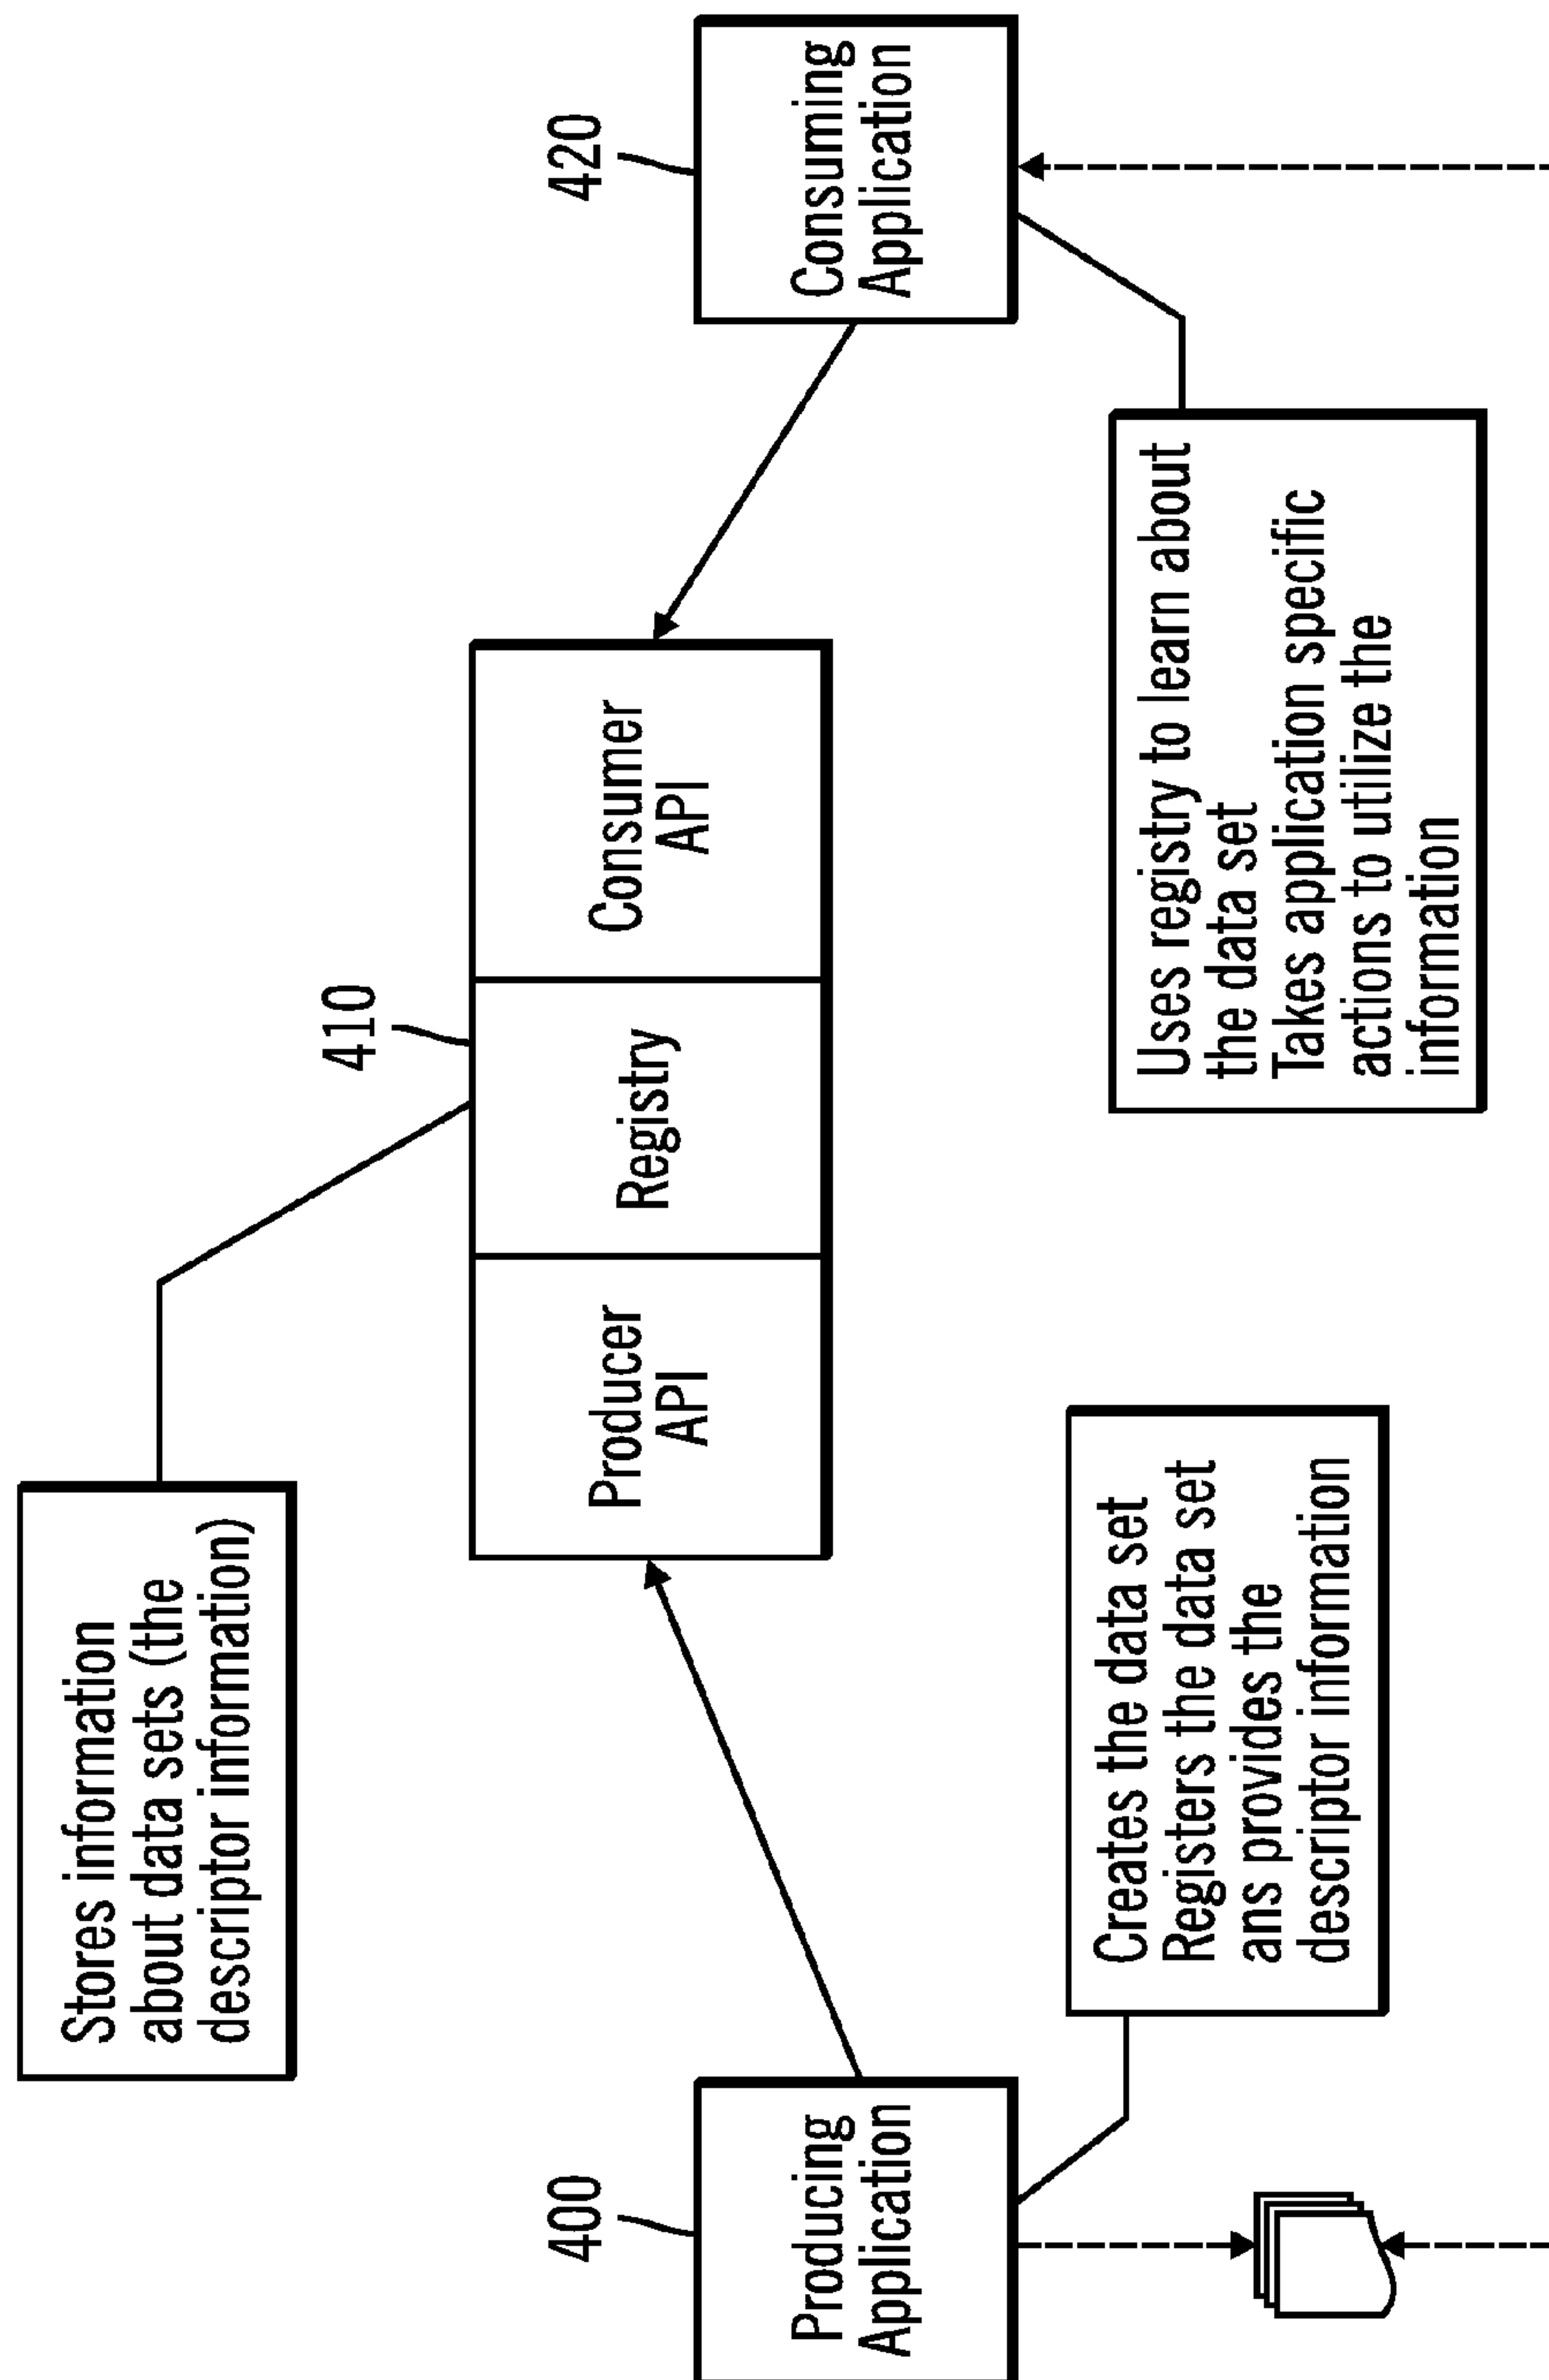 Stores information
about data sets (the
descriptor information)
410
Producer
API
Registry
Consumer
API
400
Producing
Application
420
Consuming
Application
Creates the data set
Registers the data set
ans provides the
descriptor information
Uses registry to learn about
the data set
Takes application specific
actions to utilize the
information